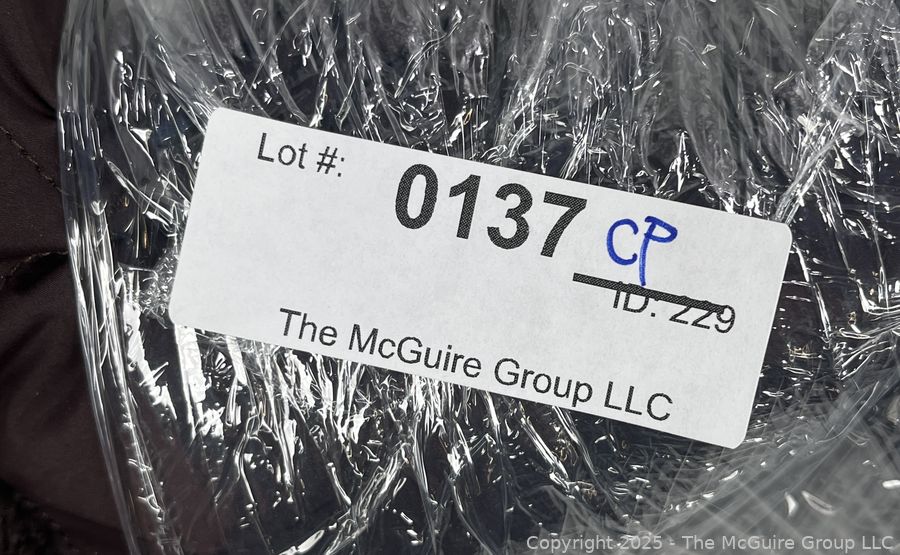 Lot #:
0137 CP
ID: 229
The McGuire Group LLC
Copyright 2025 - The McGuire Group LLC